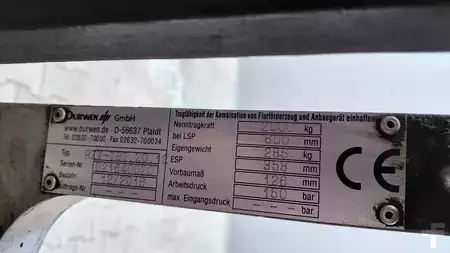 DURWEN GmbH
www.durwen.de D-56637 Plaidt
Tel. 02632-70090 · Fax 02632-700024
Typ
Serien-Nr.
Baujahr
Auftrags-Nr. ---
Tragfähigkeit der Kombination von Flurförderzeug und Anbaugerät einhalten
Nenntragkraft kg
bei LSP 600 mm
Eigengewicht 285 kg
ESP mm
Vorbaumaß 126 mm
Arbeitsdruck 150 bar
max. Eingangsdruck --- bar
CE
F